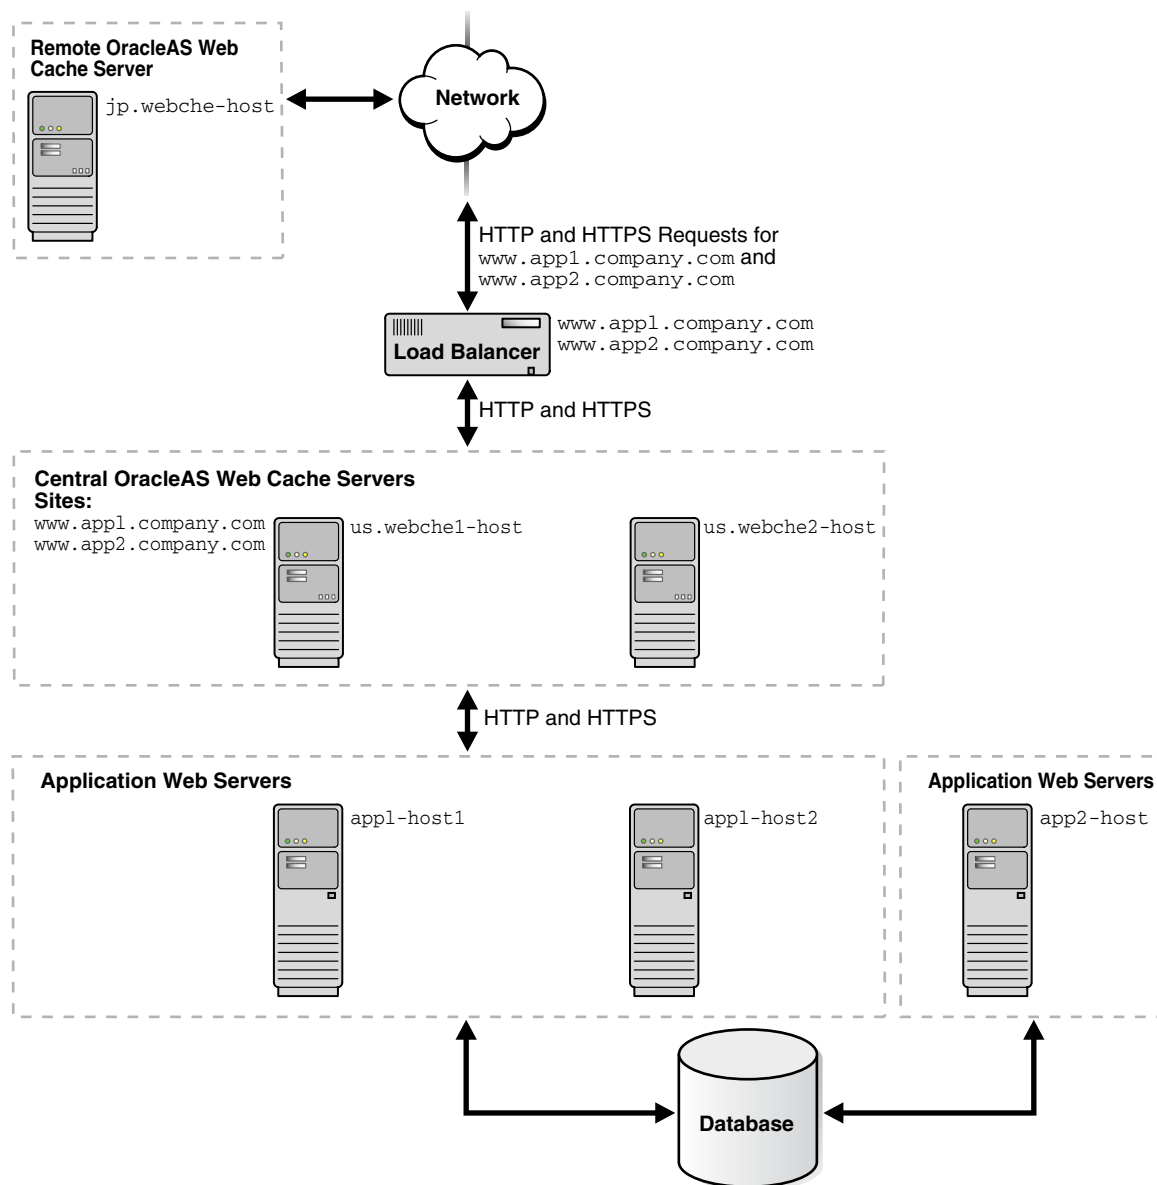 Remote OracleAS Web
Cache Server
jp.webche-host
Network
HTTP and HTTPS Requests for
www.app1.company.com and
www.app2.company.com
www.app1.company.com
www.app2.company.com
Load Balancer
HTTP and HTTPS
Central OracleAS Web Cache Servers
Sites:
www.app1.company.com
www.app2.company.com
us.webche1-host
us.webche2-host
HTTP and HTTPS
Application Web Servers
app1-host1
app1-host2
Application Web Servers
app2-host
Database